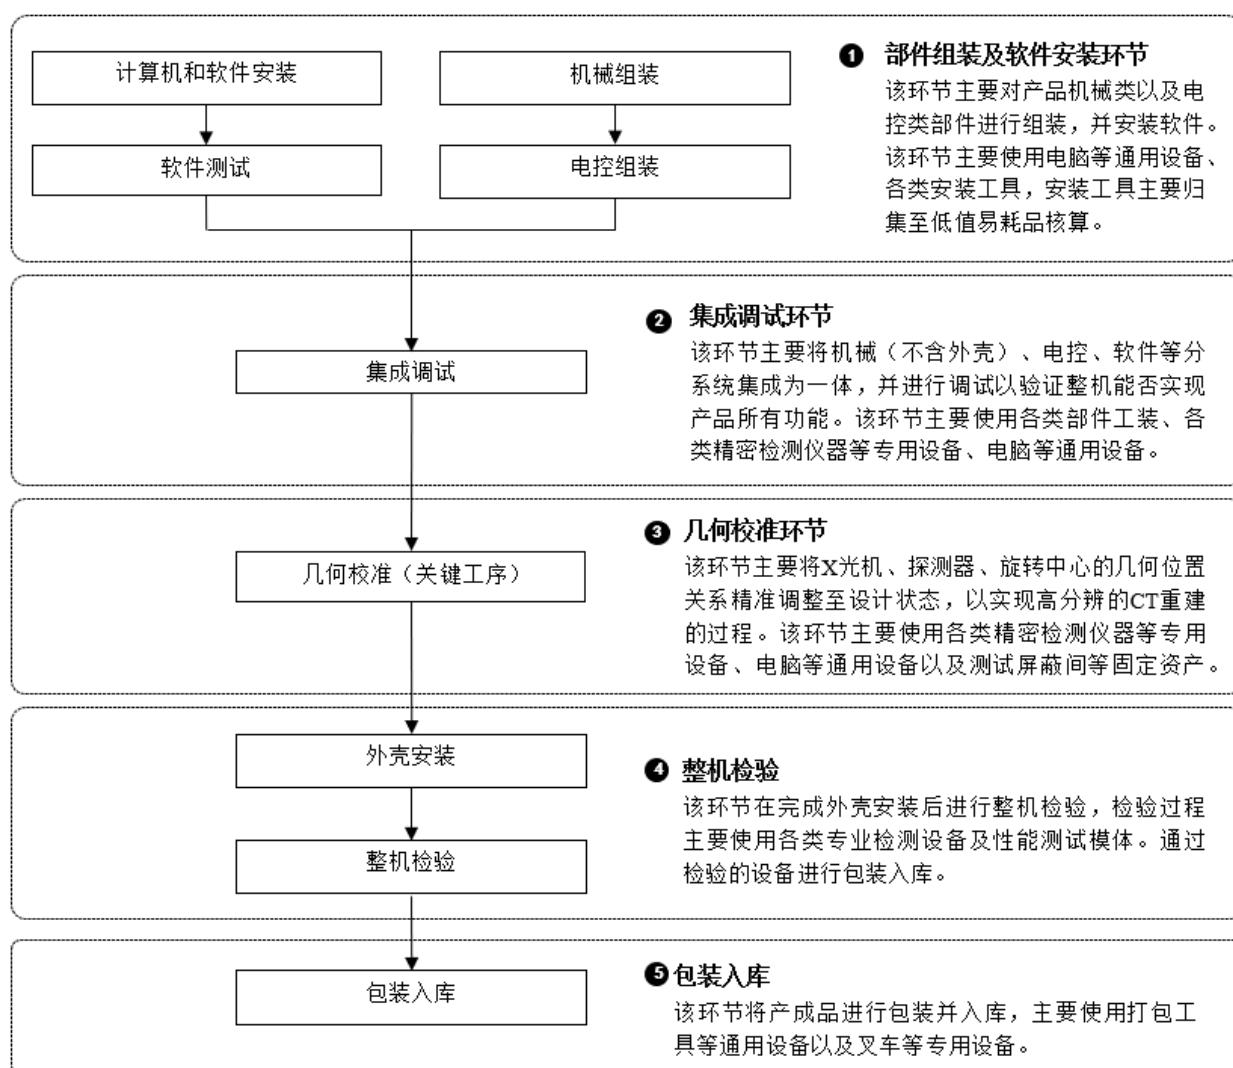 计算机和软件安装
机械组装
软件测试
电控组装
❶ 部件组装及软件安装环节
该环节主要对产品机械类以及电
控类部件进行组装，并安装软件。
该环节主要使用电脑等通用设备、
各类安装工具，安装工具主要归
集至低值易耗品核算。
集成调试
❷ 集成调试环节
该环节主要将机械（不含外壳）、电控、软件等分
系统集成为一体，并进行调试以验证整机能否实现
产品所有功能。该环节主要使用各类部件工装、各
类精密检测仪器等专用设备、电脑等通用设备。
几何校准（关键工序）
❸ 几何校准环节
该环节主要将X光机、探测器、旋转中心的几何位置
关系精准调整至设计状态，以实现高分辨的CT重建
的过程。该环节主要使用各类精密检测仪器等专用
设备、电脑等通用设备以及测试屏蔽间等固定资产。
外壳安装
整机检验
❹ 整机检验
该环节在完成外壳安装后进行整机检验，检验过程
主要使用各类专业检测设备及性能测试模体。通过
检验的设备进行包装入库。
包装入库
❺ 包装入库
该环节将产成品进行包装并入库，主要使用打包工
具等通用设备以及叉车等专用设备。